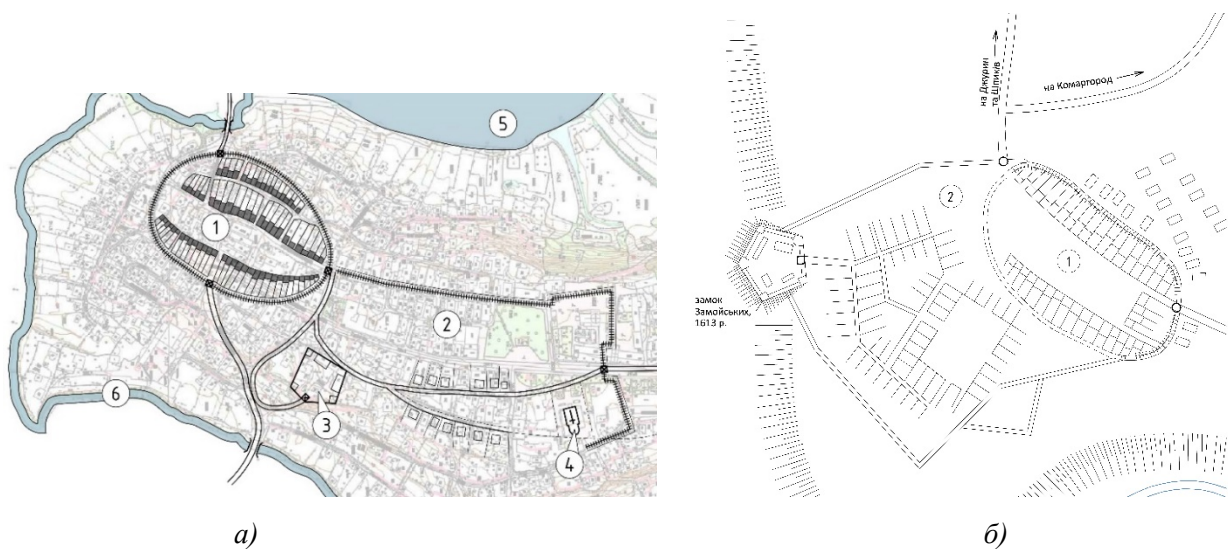 на Джурин
та Шпиків
на Комаргород
5
2
1
1
2
замок
Замойських,
1613 р.
6
3
4
а)
б)